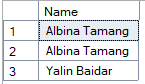 Name
1 Albina Tamang
2 Albina Tamang
3 Yalin Baidar